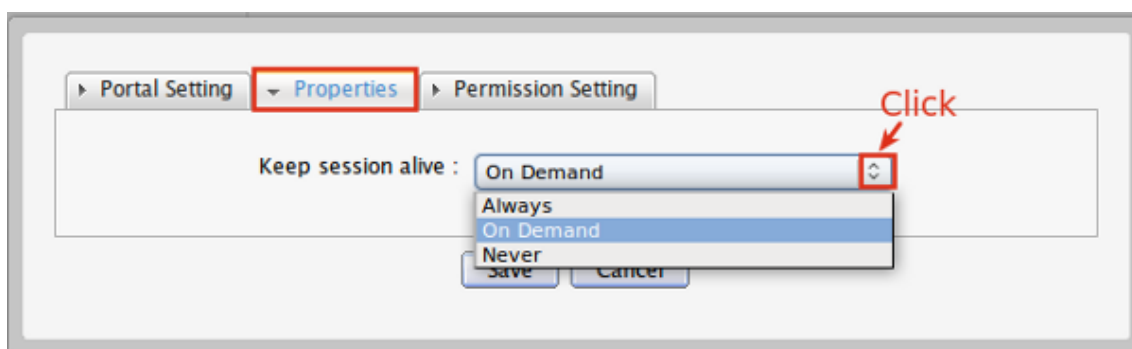 Portal Setting Properties Permission Setting
Click
Keep session alive : On Demand
Always
On Demand
Never
Save Cancel